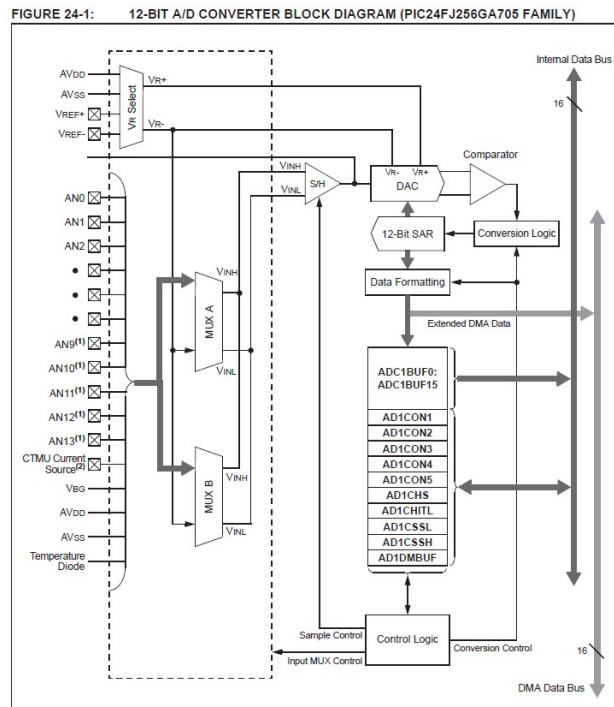 FIGURE 24-1: 12-BIT A/D CONVERTER BLOCK DIAGRAM (PIC24FJ256GA705 FAMILY)
Internal Data Bus
AVDD
AVSS
VREF+
VREF-
VR Select
VR+
VR-
16
VINH
VINL
S/H
VR- VR+
DAC
Comparator
12-Bit SAR
Conversion Logic
Data Formatting
Extended DMA Data
AN0
AN1
AN2
•
•
•
AN9(1)
AN10(1)
AN11(1)
AN12(1)
AN13(1)
CTMU Current
Source(2)
VBG
AVDD
AVSS
Temperature
Diode
VINH
MUX A
VINL
MUX B
VINH
VINL
ADC1BUF0:
ADC1BUF15
AD1CON1
AD1CON2
AD1CON3
AD1CON4
AD1CON5
AD1CHS
AD1CHITL
AD1CSSL
AD1CSSH
AD1DMBUF
Sample Control
Control Logic
Input MUX Control
Conversion Control
16
DMA Data Bus